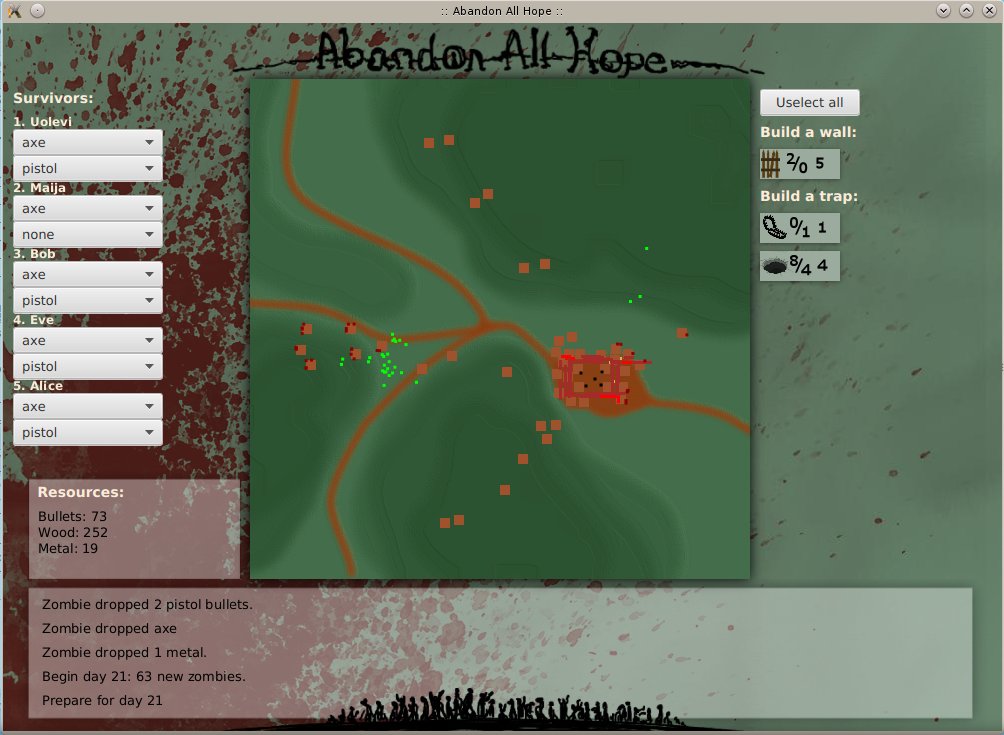 :: Abandon All Hope ::
Abandon All Hope
Survivors:
1. Uolevi
axe
pistol
2. Maija
axe
none
3. Bob
axe
pistol
4. Eve
axe
pistol
5. Alice
axe
pistol
Uselect all
Build a wall:
2/0 5
Build a trap:
0/1 1
8/4 4
Resources:
Bullets: 73
Wood: 252
Metal: 19
Zombie dropped 2 pistol bullets.
Zombie dropped axe
Zombie dropped 1 metal.
Begin day 21: 63 new zombies.
Prepare for day 21